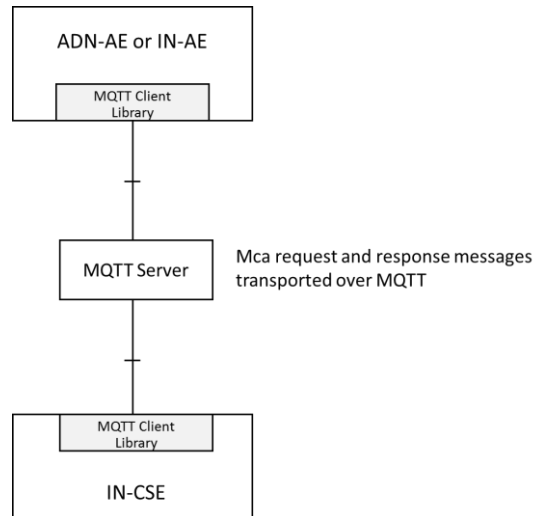 ADN-AE or IN-AE
MQTT Client
Library
MQTT Server
Mca request and response messages
transported over MQTT
MQTT Client
Library
IN-CSE